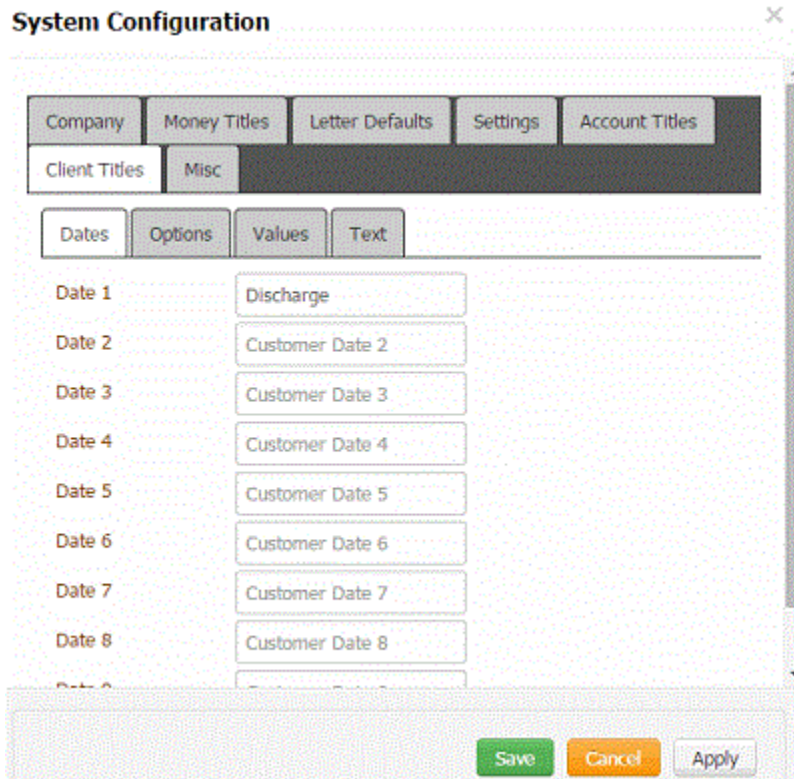 System Configuration
Company Money Titles Letter Defaults Settings Account Titles
Client Titles Misc
Dates Options Values Text
Date 1 Discharge
Date 2 Customer Date 2
Date 3 Customer Date 3
Date 4 Customer Date 4
Date 5 Customer Date 5
Date 6 Customer Date 6
Date 7 Customer Date 7
Date 8 Customer Date 8
Save Cancel Apply